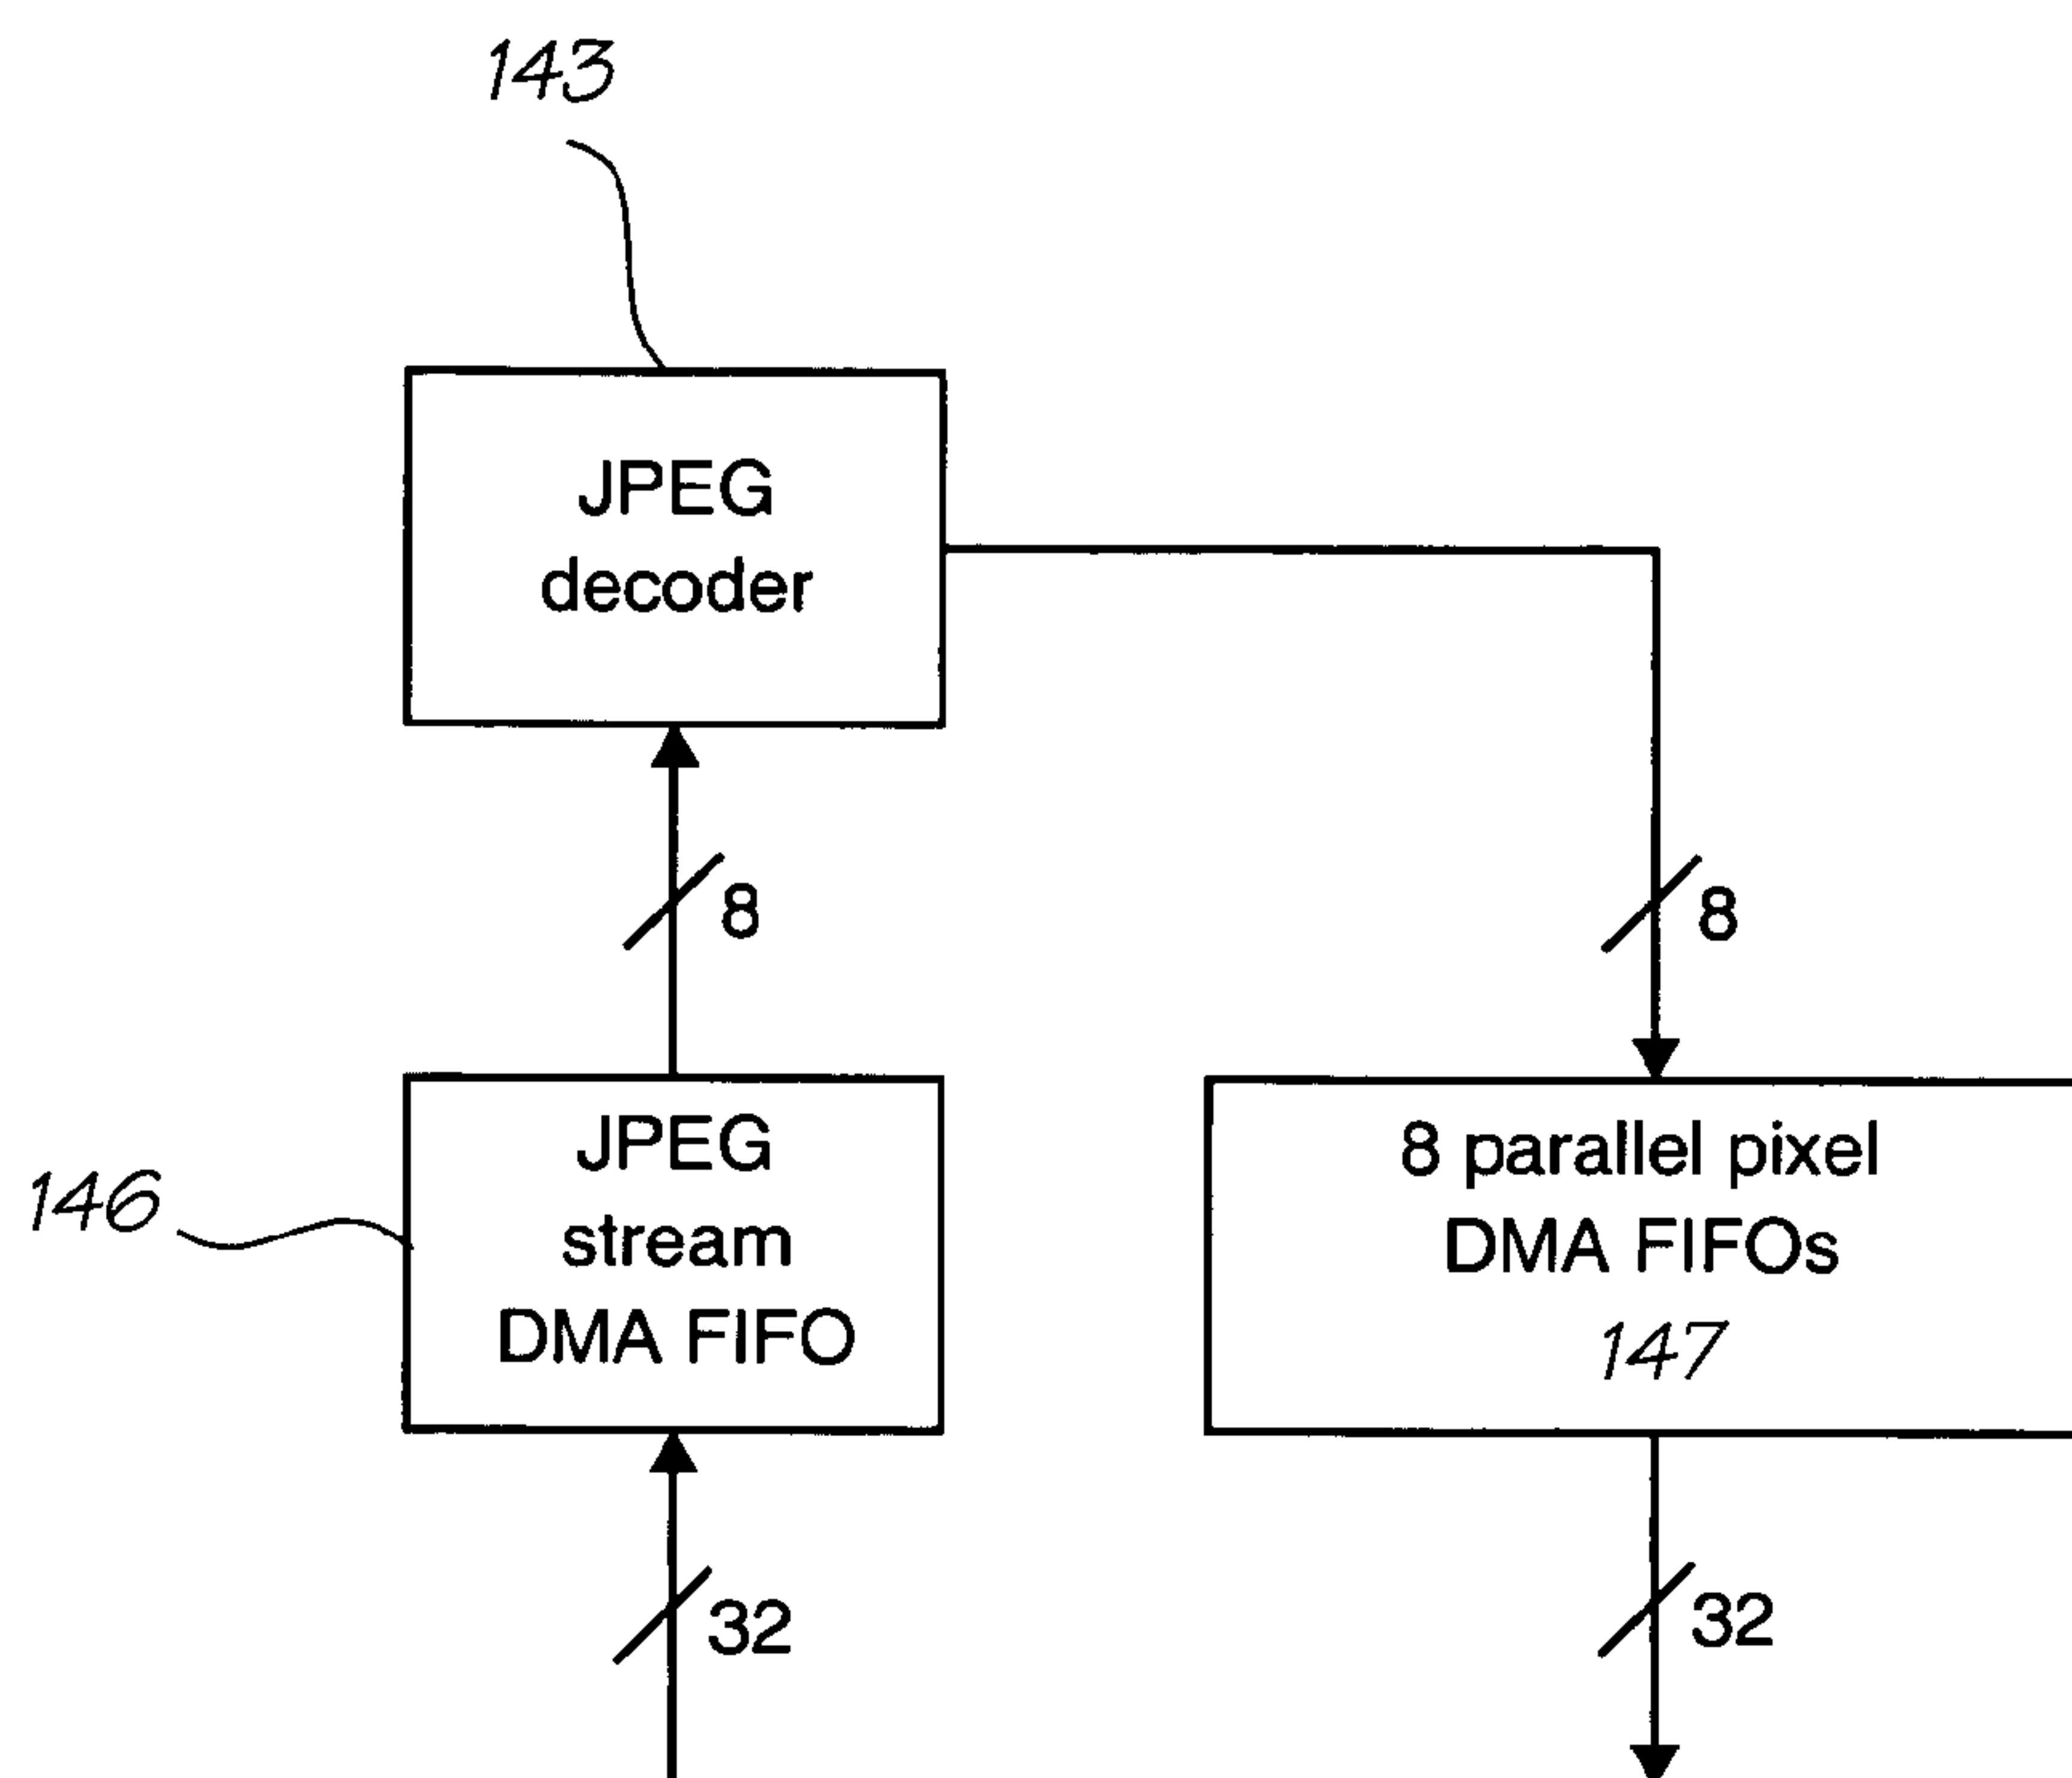 143
JPEG
decoder
8
8
JPEG
stream
DMA FIFO
146
8 parallel pixel
DMA FIFOs
147
32
32